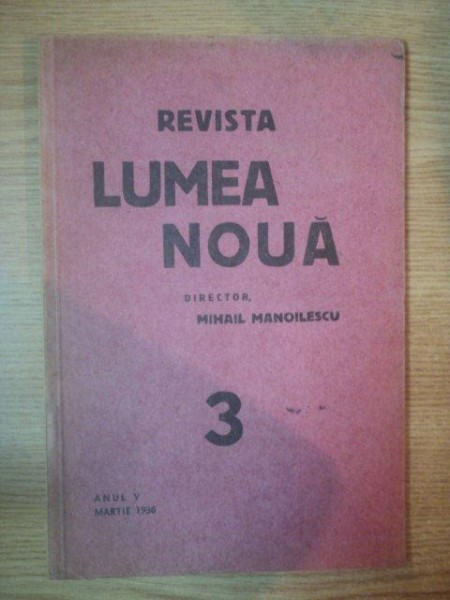 REVISTA
LUMEA
NOUĂ
DIRECTOR,
MIHAIL MANOILESCU
3
ANUL V
MARTIE 1936